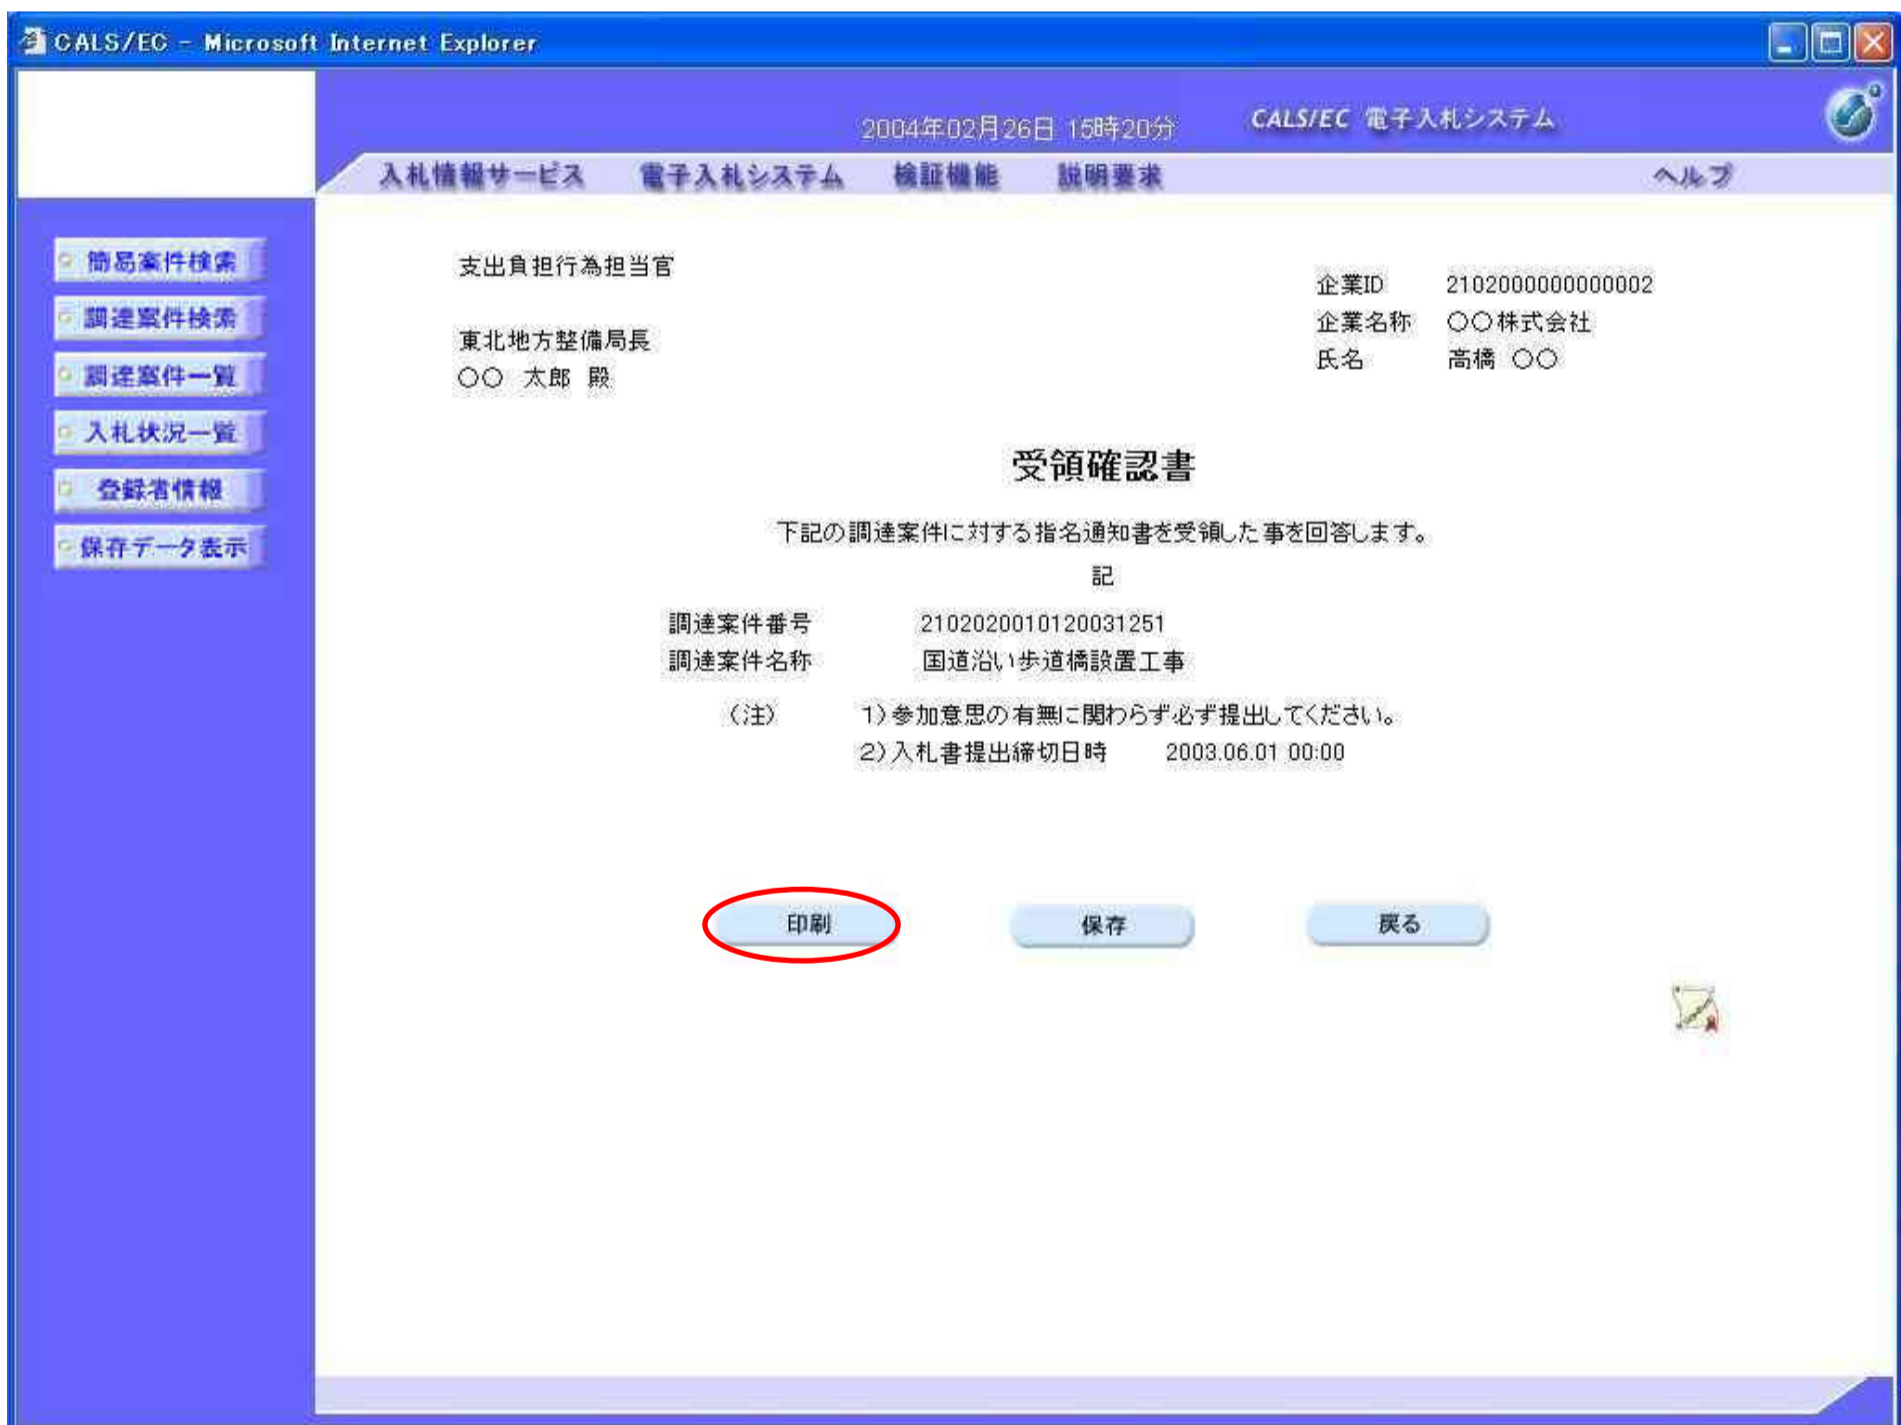 CALS/EC - Microsoft Internet Explorer
2004年02月26日 15時20分
CALS/EC 電子入札システム
入札情報サービス 電子入札システム 検証機能 説明要求 ヘルプ
簡易案件検索
調達案件検索
調達案件一覧
入札状況一覧
登録者情報
保存データ表示
支出負担行為担当官
東北地方整備局長
○○ 太郎 殿
企業ID 2102000000000002
企業名称 ○○株式会社
氏名 高橋 ○○
受領確認書
下記の調達案件に対する指名通知書を受領した事を回答します。
記
調達案件番号 2102020010120031251
調達案件名称 国道沿い歩道橋設置工事
（注） 1）参加意思の有無に関わらず必ず提出してください。
2）入札書提出締切日時 2003.06.01 00:00
印刷 保存 戻る